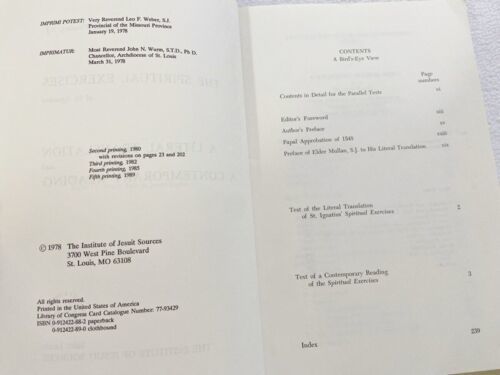 IMPRIMI POTEST: Very Reverend Leo F. Weber, S.J.
Provincial of the Missouri Province
January 19, 1978
IMPRIMATUR: Most Reverend John N. Wurm, S.T.D., Ph D.
Chancellor, Archdiocese of St. Louis
March 31, 1978
Second printing, 1980
with revisions on pages 23 and 202
Third printing, 1982
Fourth printing, 1985
Fifth printing, 1989
© 1978 The Institute of Jesuit Sources
3700 West Pine Boulevard
St. Louis, MO 63108
All rights reserved.
Printed in the United States of America
Library of Congress Card Catalogue Number: 77-93429
ISBN 0-912422-88-2 paperback
0-912422-89-0 clothbound
CONTENTS
A Bird's-Eye View
Page
numbers
Contents in Detail for the Parallel Texts vi
Editor's Foreword viii
Author's Preface xv
Papal Approbation of 1548 xviii
Preface of Elder Mullan, S.J. to His Literal Translation. xix
Text of the Literal Translation
of St. Ignatius' Spiritual Exercises 2
Text of a Contemporary Reading
of the Spiritual Exercises 3
Index 239